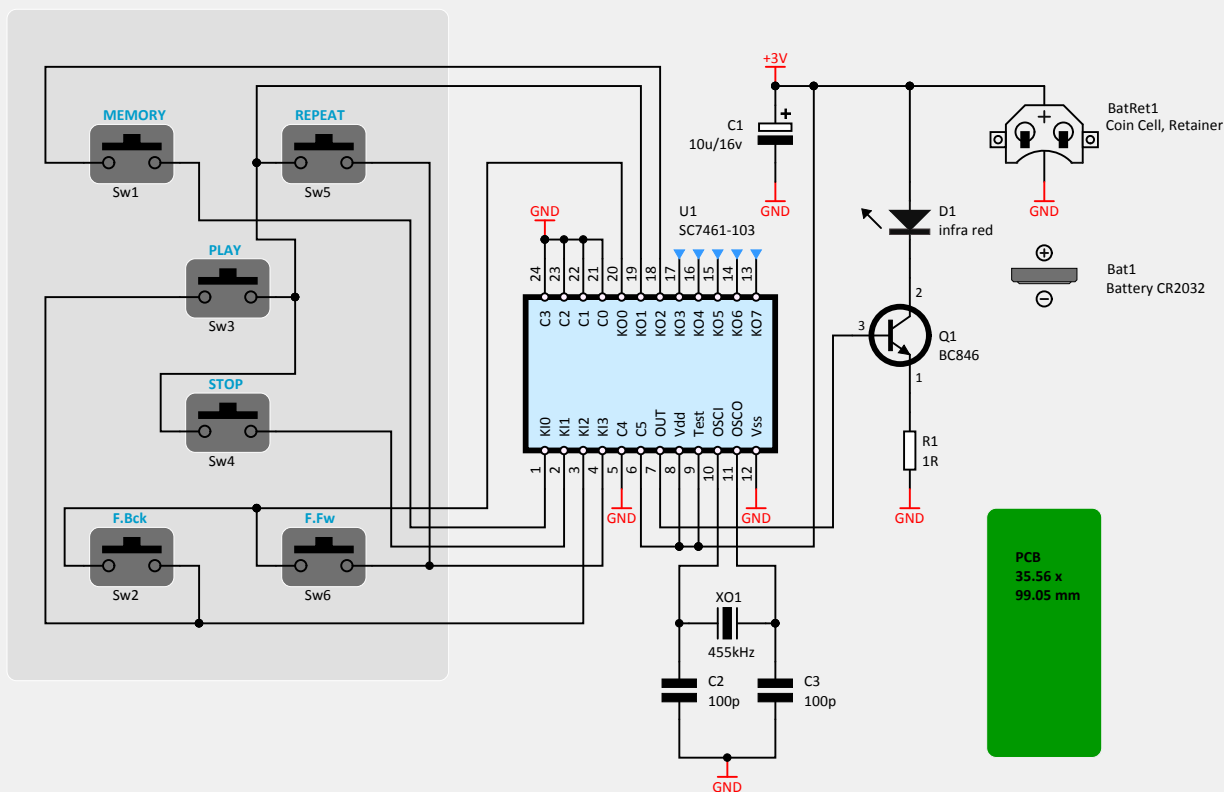 +3V
MEMORY
REPEAT
Sw1
Sw5
C1
10u/16v
+
GND
BatRet1
Coin Cell, Retainer
+
GND
PLAY
Sw3
GND
U1
SC7461-103
D1
infra red
Bat1
Battery CR2032
24 23 22 21 20 19 18 17 16 15 14 13
C3 C2 C1 C0 KO0 KO1 KO2 KO3 KO4 KO5 KO6 KO7
2
3
Q1
BC846
1
STOP
Sw4
KI0 KI1 KI2 KI3 C4 C5 OUT Vdd Test OSCI OSCO Vss
1 2 3 4 5 6 7 8 9 10 11 12
R1
1R
GND
GND
GND
F.Bck
F.Fw
Sw2
Sw6
PCB
35.56 x
99.05 mm
XO1
455kHz
C2
100p
C3
100p
GND